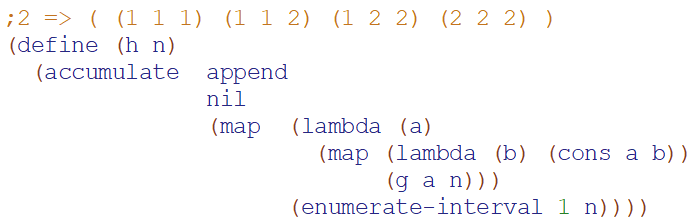 ;2 => ( (1 1 1) (1 1 2) (1 2 2) (2 2 2) )
(define (h n)
  (accumulate  append
               nil
               (map  (lambda (a)
                       (map (lambda (b) (cons a b))
                            (g a n)))
                     (enumerate-interval 1 n))))